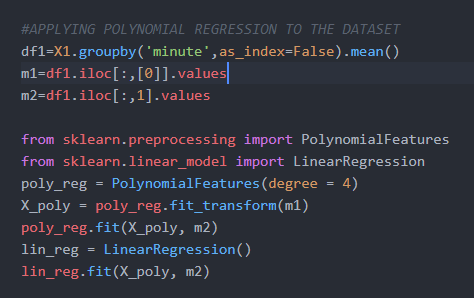 #APPLYING POLYNOMIAL REGRESSION TO THE DATASET
df1=X1.groupby('minute',as_index=False).mean()
m1=df1.iloc[:,[0]].values
m2=df1.iloc[:,1].values
from sklearn.preprocessing import PolynomialFeatures
from sklearn.linear_model import LinearRegression
poly_reg = PolynomialFeatures(degree = 4)
X_poly = poly_reg.fit_transform(m1)
poly_reg.fit(X_poly, m2)
lin_reg = LinearRegression()
lin_reg.fit(X_poly, m2)